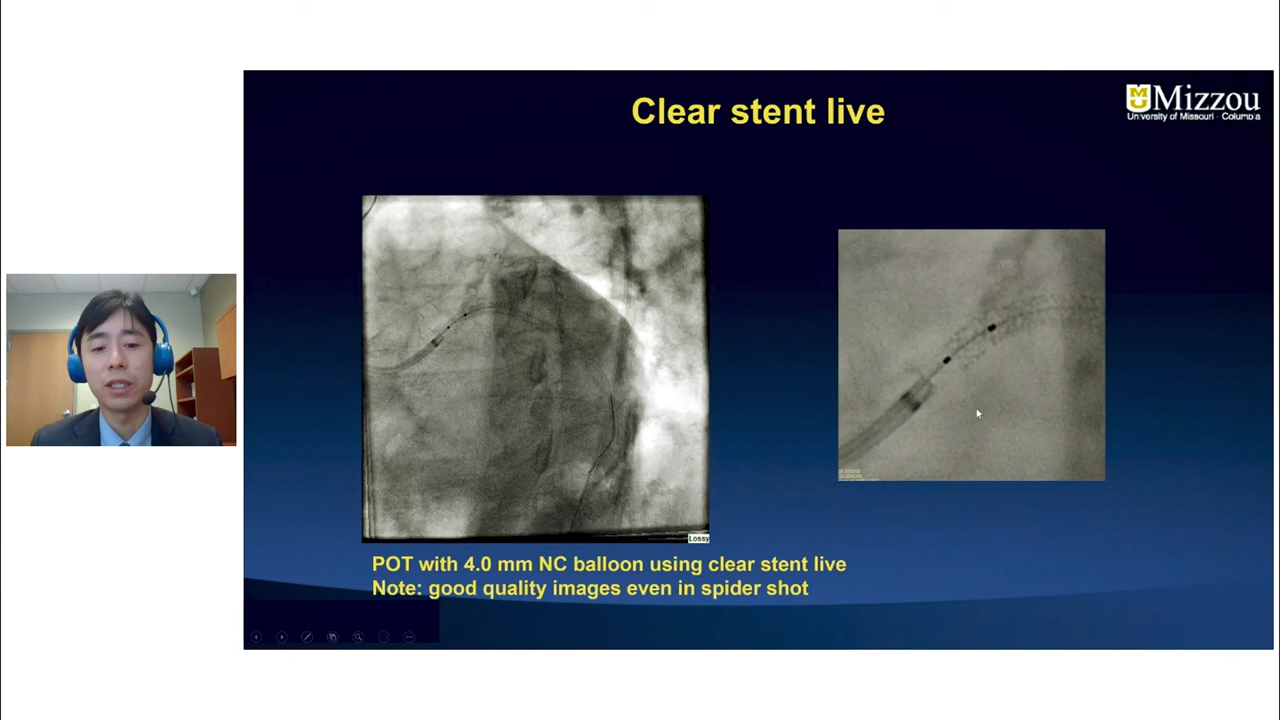 Clear stent live
MU Mizzou
University of Missouri - Columbia
Lossy
POT with 4.0 mm NC balloon using clear stent live
Note: good quality images even in spider shot